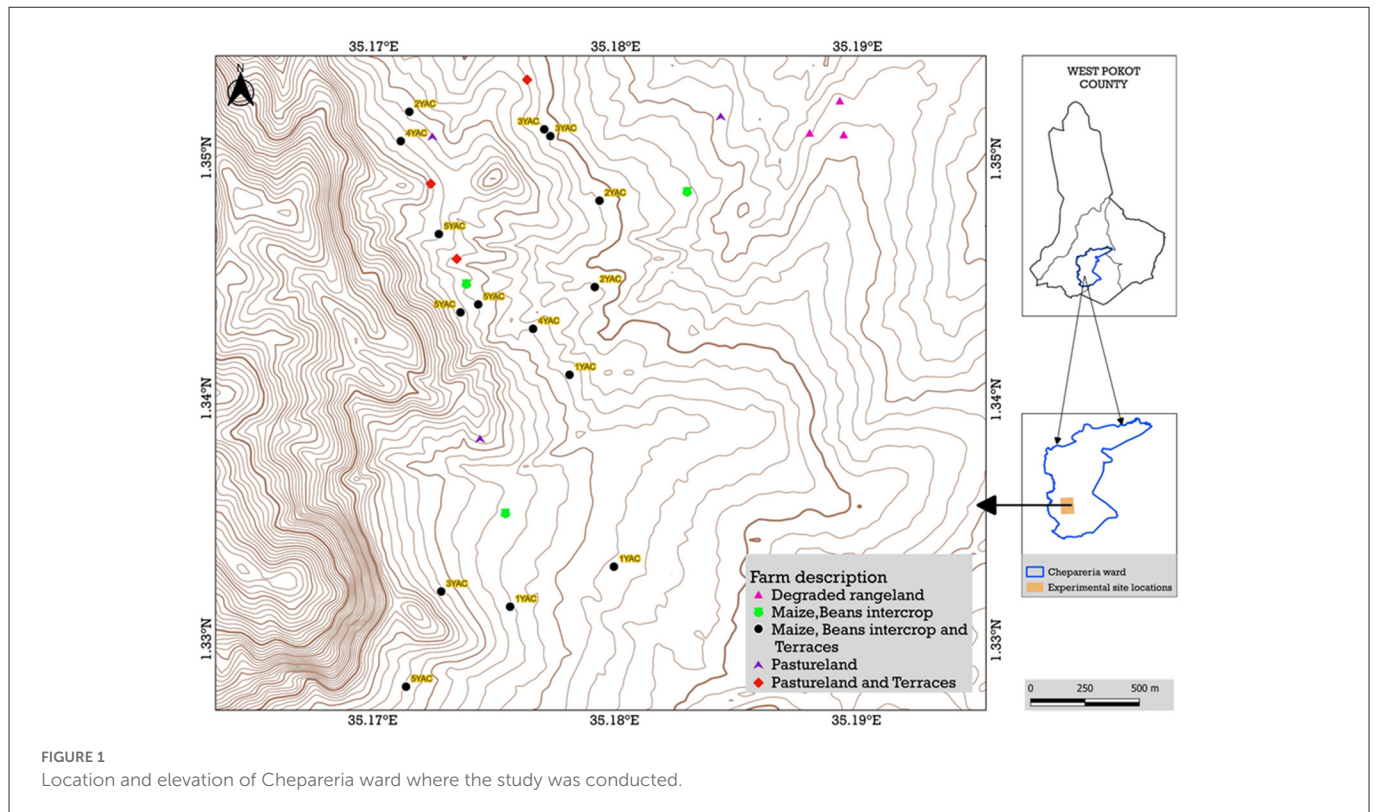 35.17°E 35.18°E 35.19°E
N
2YAC
4YAC
3YAC 3YAC
1.35°N 1.35°N
2YAC
5YAC
2YAC
5YAC 5YAC
4YAC
1YAC
1.34°N 1.34°N
1YAC
3YAC
1YAC
1.33°N 1.33°N
5YAC
Farm description
Degraded rangeland
Maize,Beans intercrop
Maize, Beans intercrop and
Terraces
Pastureland
Pastureland and Terraces
35.17°E 35.18°E 35.19°E
WEST POKOT
COUNTY
Chepareria ward
Experimental site locations
0 250 500 m
FIGURE 1
Location and elevation of Chepareria ward where the study was conducted.